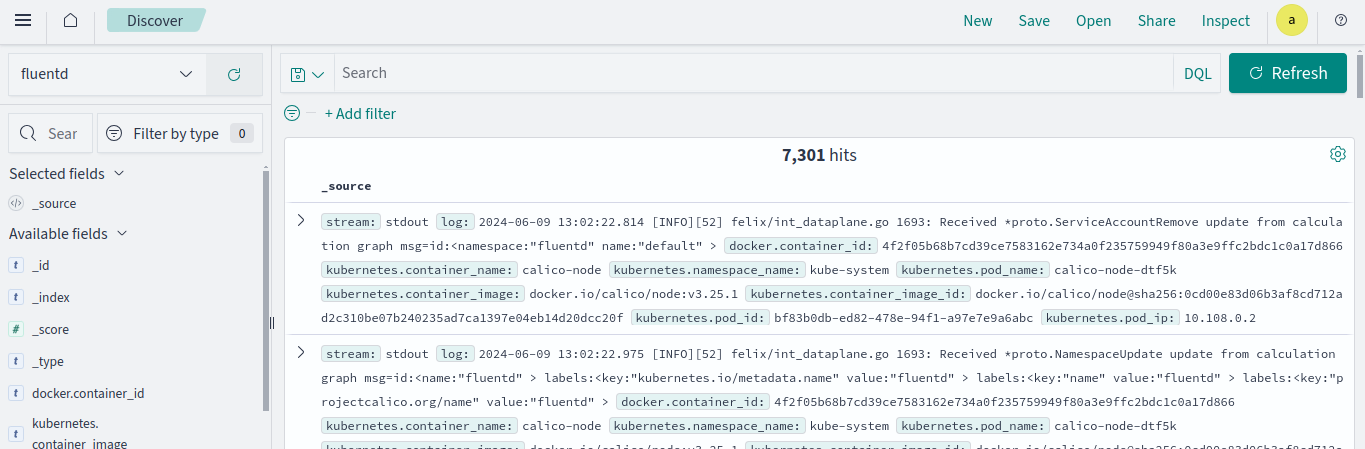 Discover
New Save Open Share Inspect a
fluentd
Search
DQL
Refresh
+ Add filter
Sear
Filter by type 0
Selected fields
_source
Available fields
t _id
t _index
# _score
t _type
t docker.container_id
t kubernetes.
container_image
7,301 hits
_source
stream: stdout log: 2024-06-09 13:02:22.814 [INFO][52] felix/int_dataplane.go 1693: Received *proto.ServiceAccountRemove update from calcula
tion graph msg=id:<namespace:"fluentd" name:"default" > docker.container_id: 4f2f05b68b7cd39ce7583162e734a0f235759949f80a3e9ffc2bdc1c0a17d866
kubernetes.container_name: calico-node kubernetes.namespace_name: kube-system kubernetes.pod_name: calico-node-dtf5k
kubernetes.container_image: docker.io/calico/node:v3.25.1 kubernetes.container_image_id: docker.io/calico/node@sha256:0cd00e83d06b3af8cd712a
d2c310be07b240235ad7ca1397e04eb14d20dcc20f kubernetes.pod_id: bf83b0db-ed82-478e-94f1-a97e7e9a6abc kubernetes.pod_ip: 10.108.0.2
stream: stdout log: 2024-06-09 13:02:22.975 [INFO][52] felix/int_dataplane.go 1693: Received *proto.NamespaceUpdate update from calculation
graph msg=id:<name:"fluentd" > labels:<key:"kubernetes.io/metadata.name" value:"fluentd" > labels:<key:"name" value:"fluentd" > labels:<key:"p
rojectcalico.org/name" value:"fluentd" > docker.container_id: 4f2f05b68b7cd39ce7583162e734a0f235759949f80a3e9ffc2bdc1c0a17d866
kubernetes.container_name: calico-node kubernetes.namespace_name: kube-system kubernetes.pod_name: calico-node-dtf5k